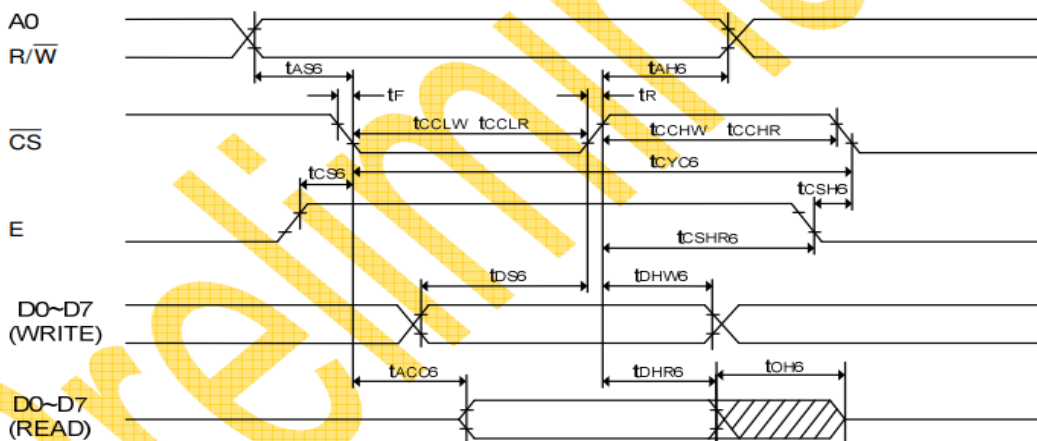 A0
R/W
tAS6 tAH6
tF tR
CS
tCCLW tCCLR tCCHW tCCHR
tCYC6
tCS6 tCSH6
E
tCSHR6
tDS6 tDHW6
D0~D7
(WRITE)
tACC6 tDHR6 tOH6
D0~D7
(READ)